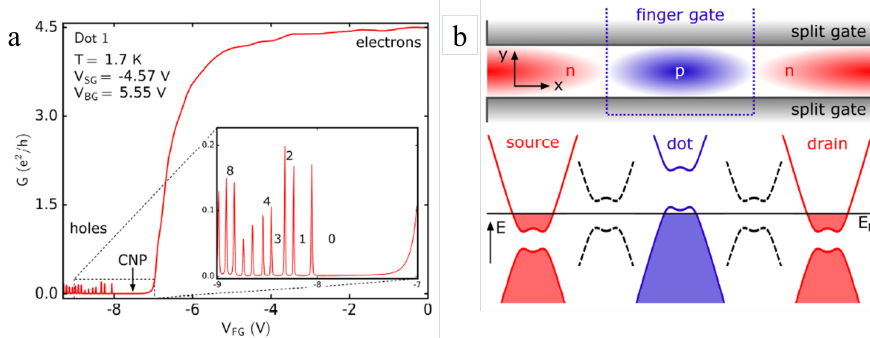 a
Dot 1
T = 1.7 K
V_SG = -4.57 V
V_BG = 5.55 V
electrons
holes
CNP
G (e²/h)
4.5
3.0
1.5
0.0
-8
-6
-4
-2
0
V_FG (V)
0.2
0.1
0.0
8
4
3
2
1
0
-9
-8
-7
b
finger gate
split gate
y
n
p
n
x
split gate
source
dot
drain
E